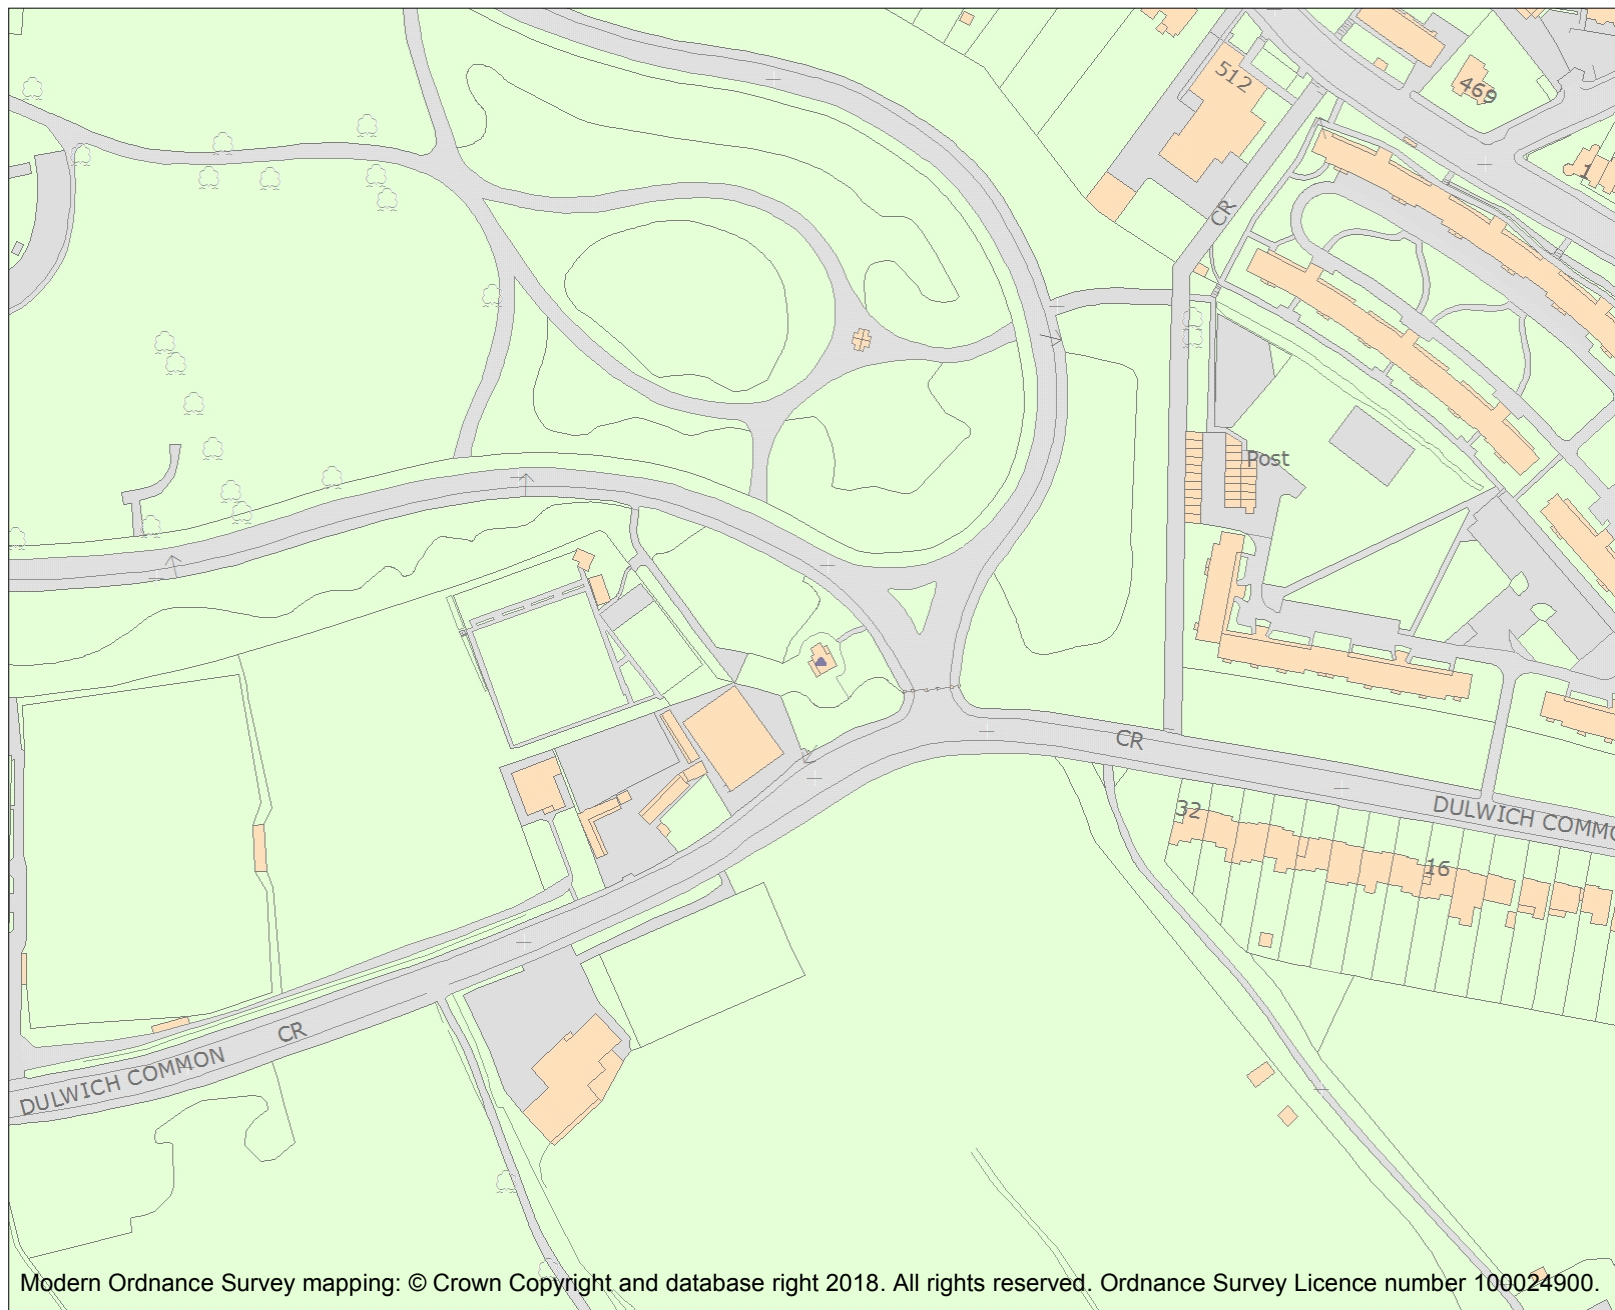 512
469
1
CR
Post
CR
32
DULWICH COMMO
16
CR
DULWICH COMMON
Modern Ordnance Survey mapping: © Crown Copyright and database right 2018. All rights reserved. Ordnance Survey Licence number 100024900.